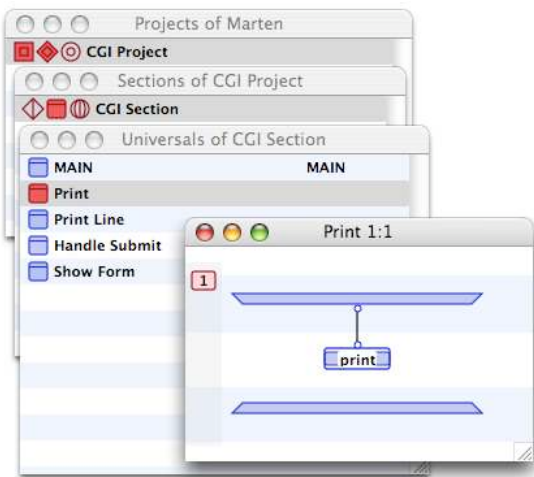 Projects of Marten
CGI Project
Sections of CGI Project
CGI Section
Universals of CGI Section
MAIN MAIN
Print
Print Line
Handle Submit
Show Form
Print 1:1
1
print